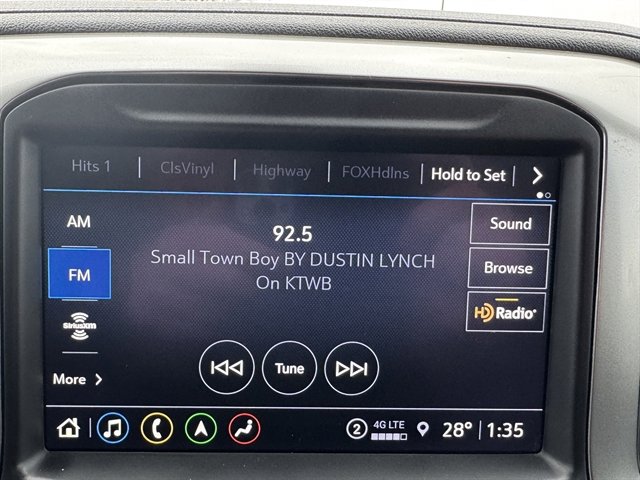 Hits 1 ClsVinyl Highway FOXHdlns Hold to Set
AM
92.5
Sound
Small Town Boy BY DUSTIN LYNCH
FM
Browse
On KTWB
HD Radio
SiriusXM
More
Tune
2 4G LTE 28° 1:35